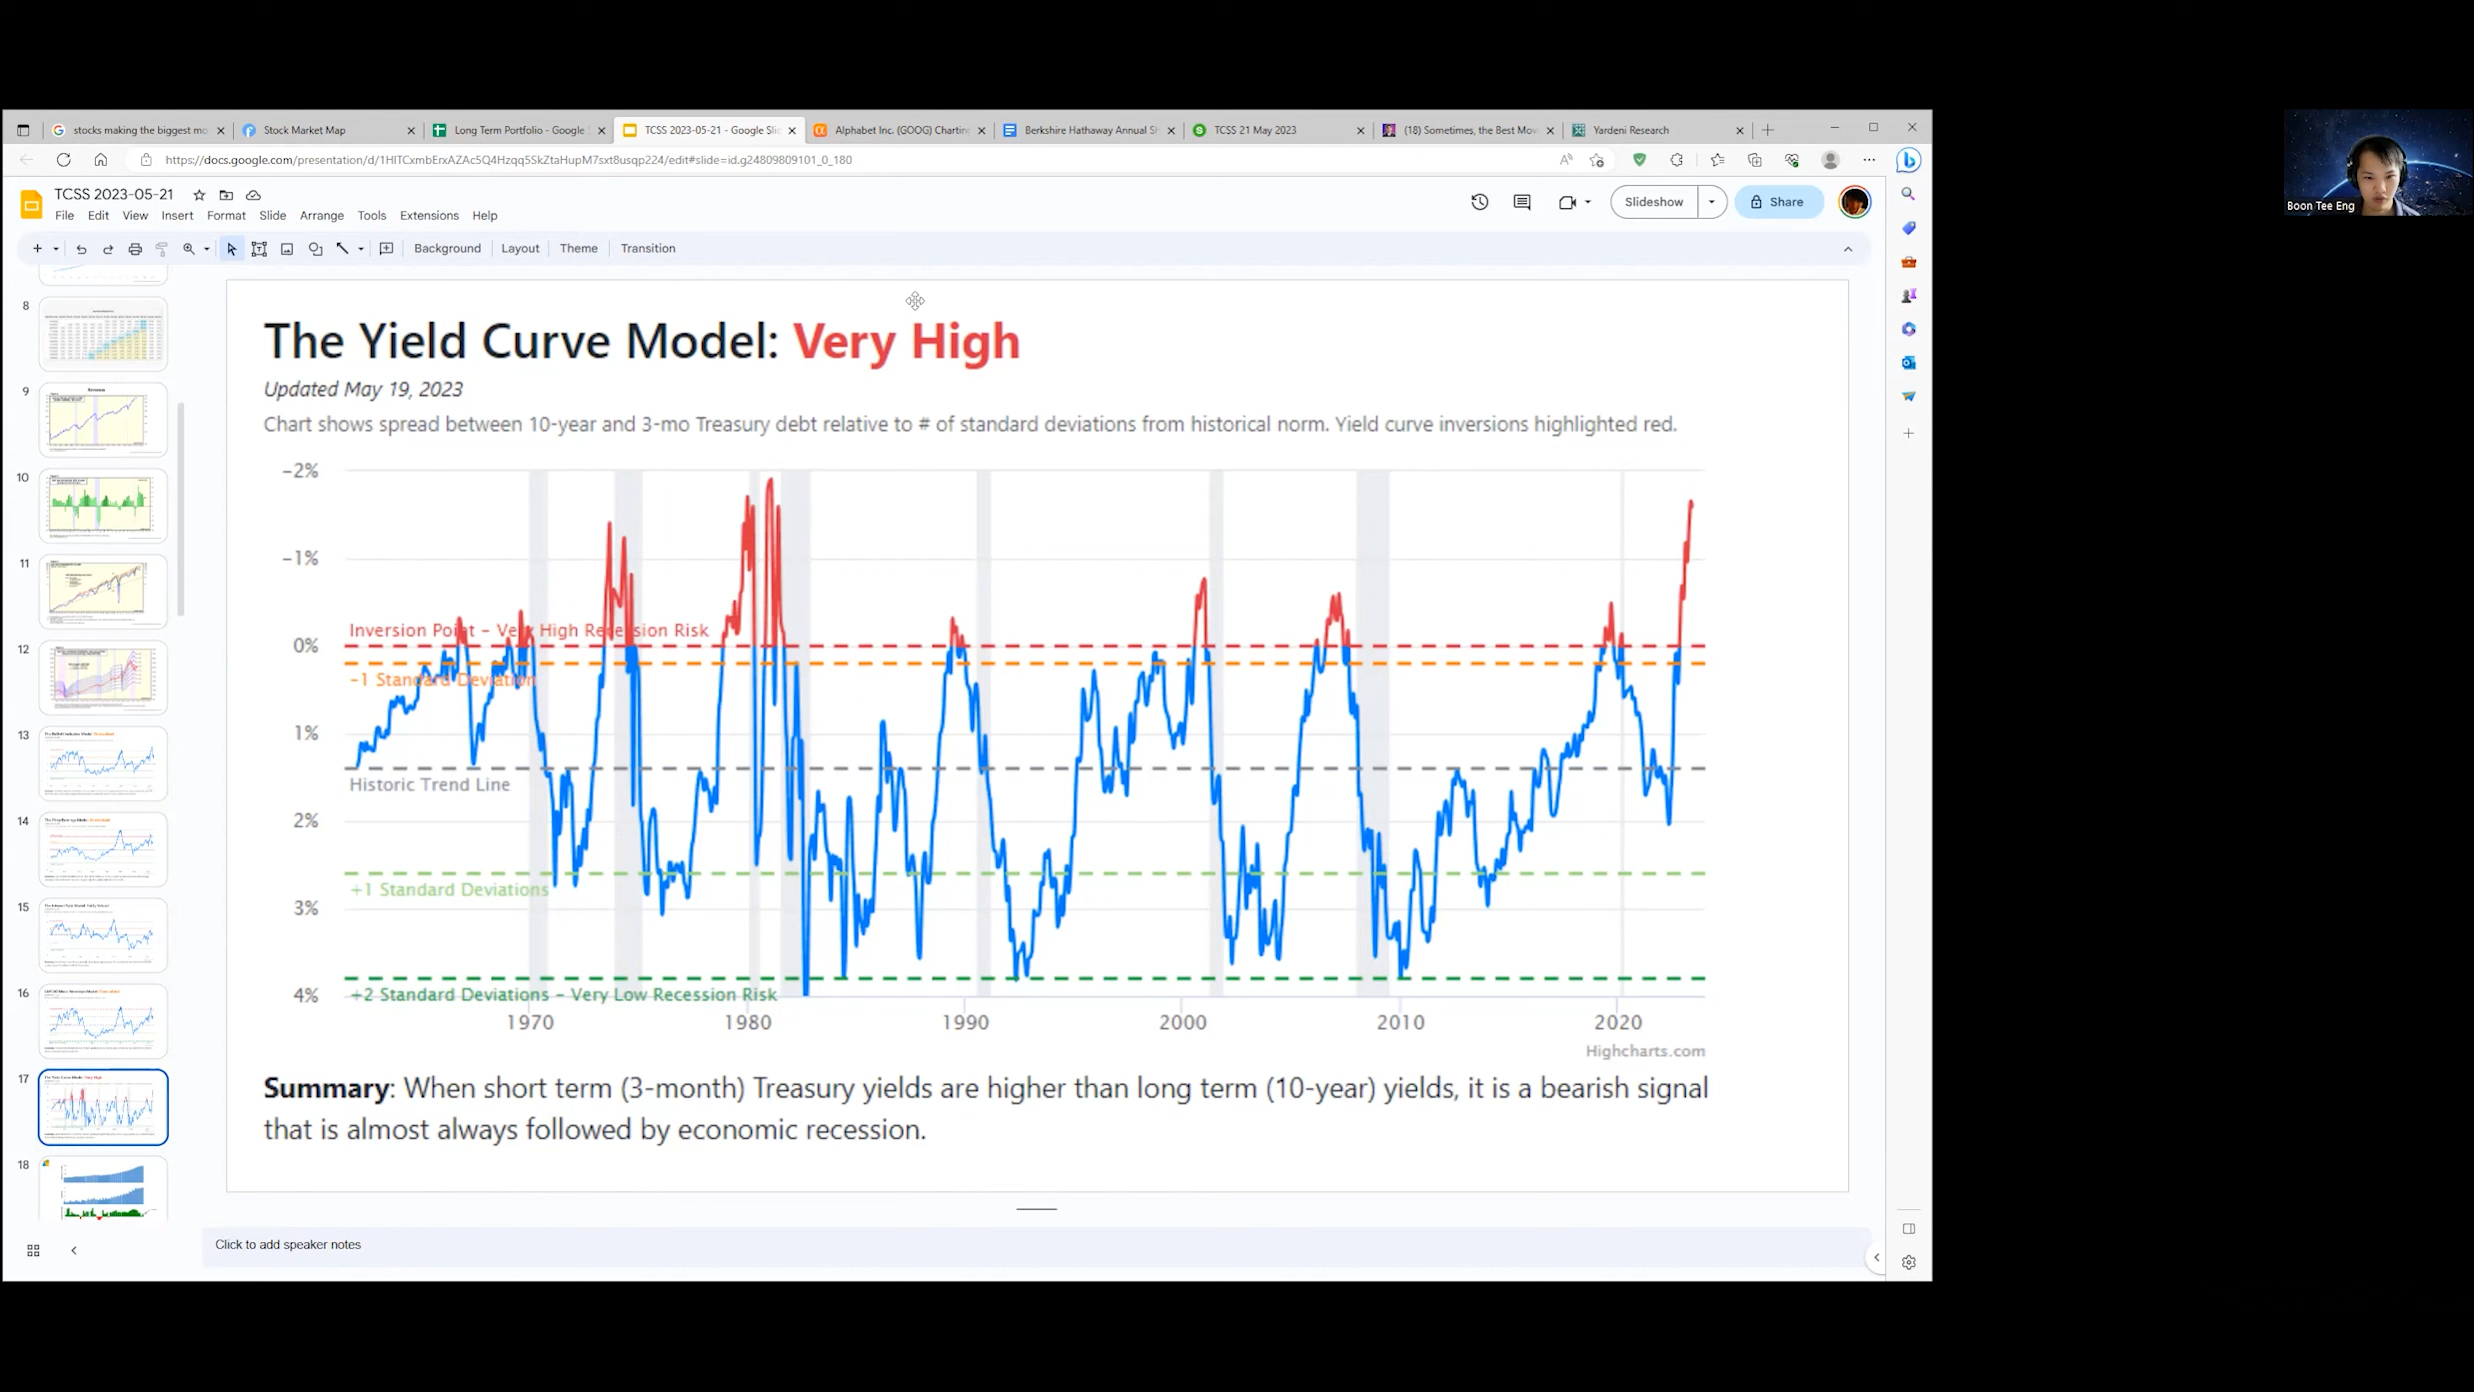 stocks making the biggest mo
Stock Market Map
Long Term Portfolio - Google S
TCSS 2023-05-21 - Google Slid
Alphabet Inc. (GOOG) Charting
Berkshire Hathaway Annual Sh
TCSS 21 May 2023
(18) Sometimes, the Best Mov
Yardeni Research
https://docs.google.com/presentation/d/1HITCxmbErxAZAc5Q4Hzqq5SkZtaHupM7sxt8usqp224/edit#slide=id.g24809809101_0_180
Boon Tee Eng
TCSS 2023-05-21
File Edit View Insert Format Slide Arrange Tools Extensions Help
Slideshow
Share
Background Layout Theme Transition
8
9
10
11
12
13
14
15
16
17
18
The Yield Curve Model: Very High
Updated May 19, 2023
Chart shows spread between 10-year and 3-mo Treasury debt relative to # of standard deviations from historical norm. Yield curve inversions highlighted red.
-2%
-1%
Inversion Point - Very High Recession Risk
0%
-1 Standard Deviation
1%
Historic Trend Line
2%
+1 Standard Deviations
3%
4%
+2 Standard Deviations - Very Low Recession Risk
1970 1980 1990 2000 2010 2020
Highcharts.com
Summary: When short term (3-month) Treasury yields are higher than long term (10-year) yields, it is a bearish signal
that is almost always followed by economic recession.
Click to add speaker notes